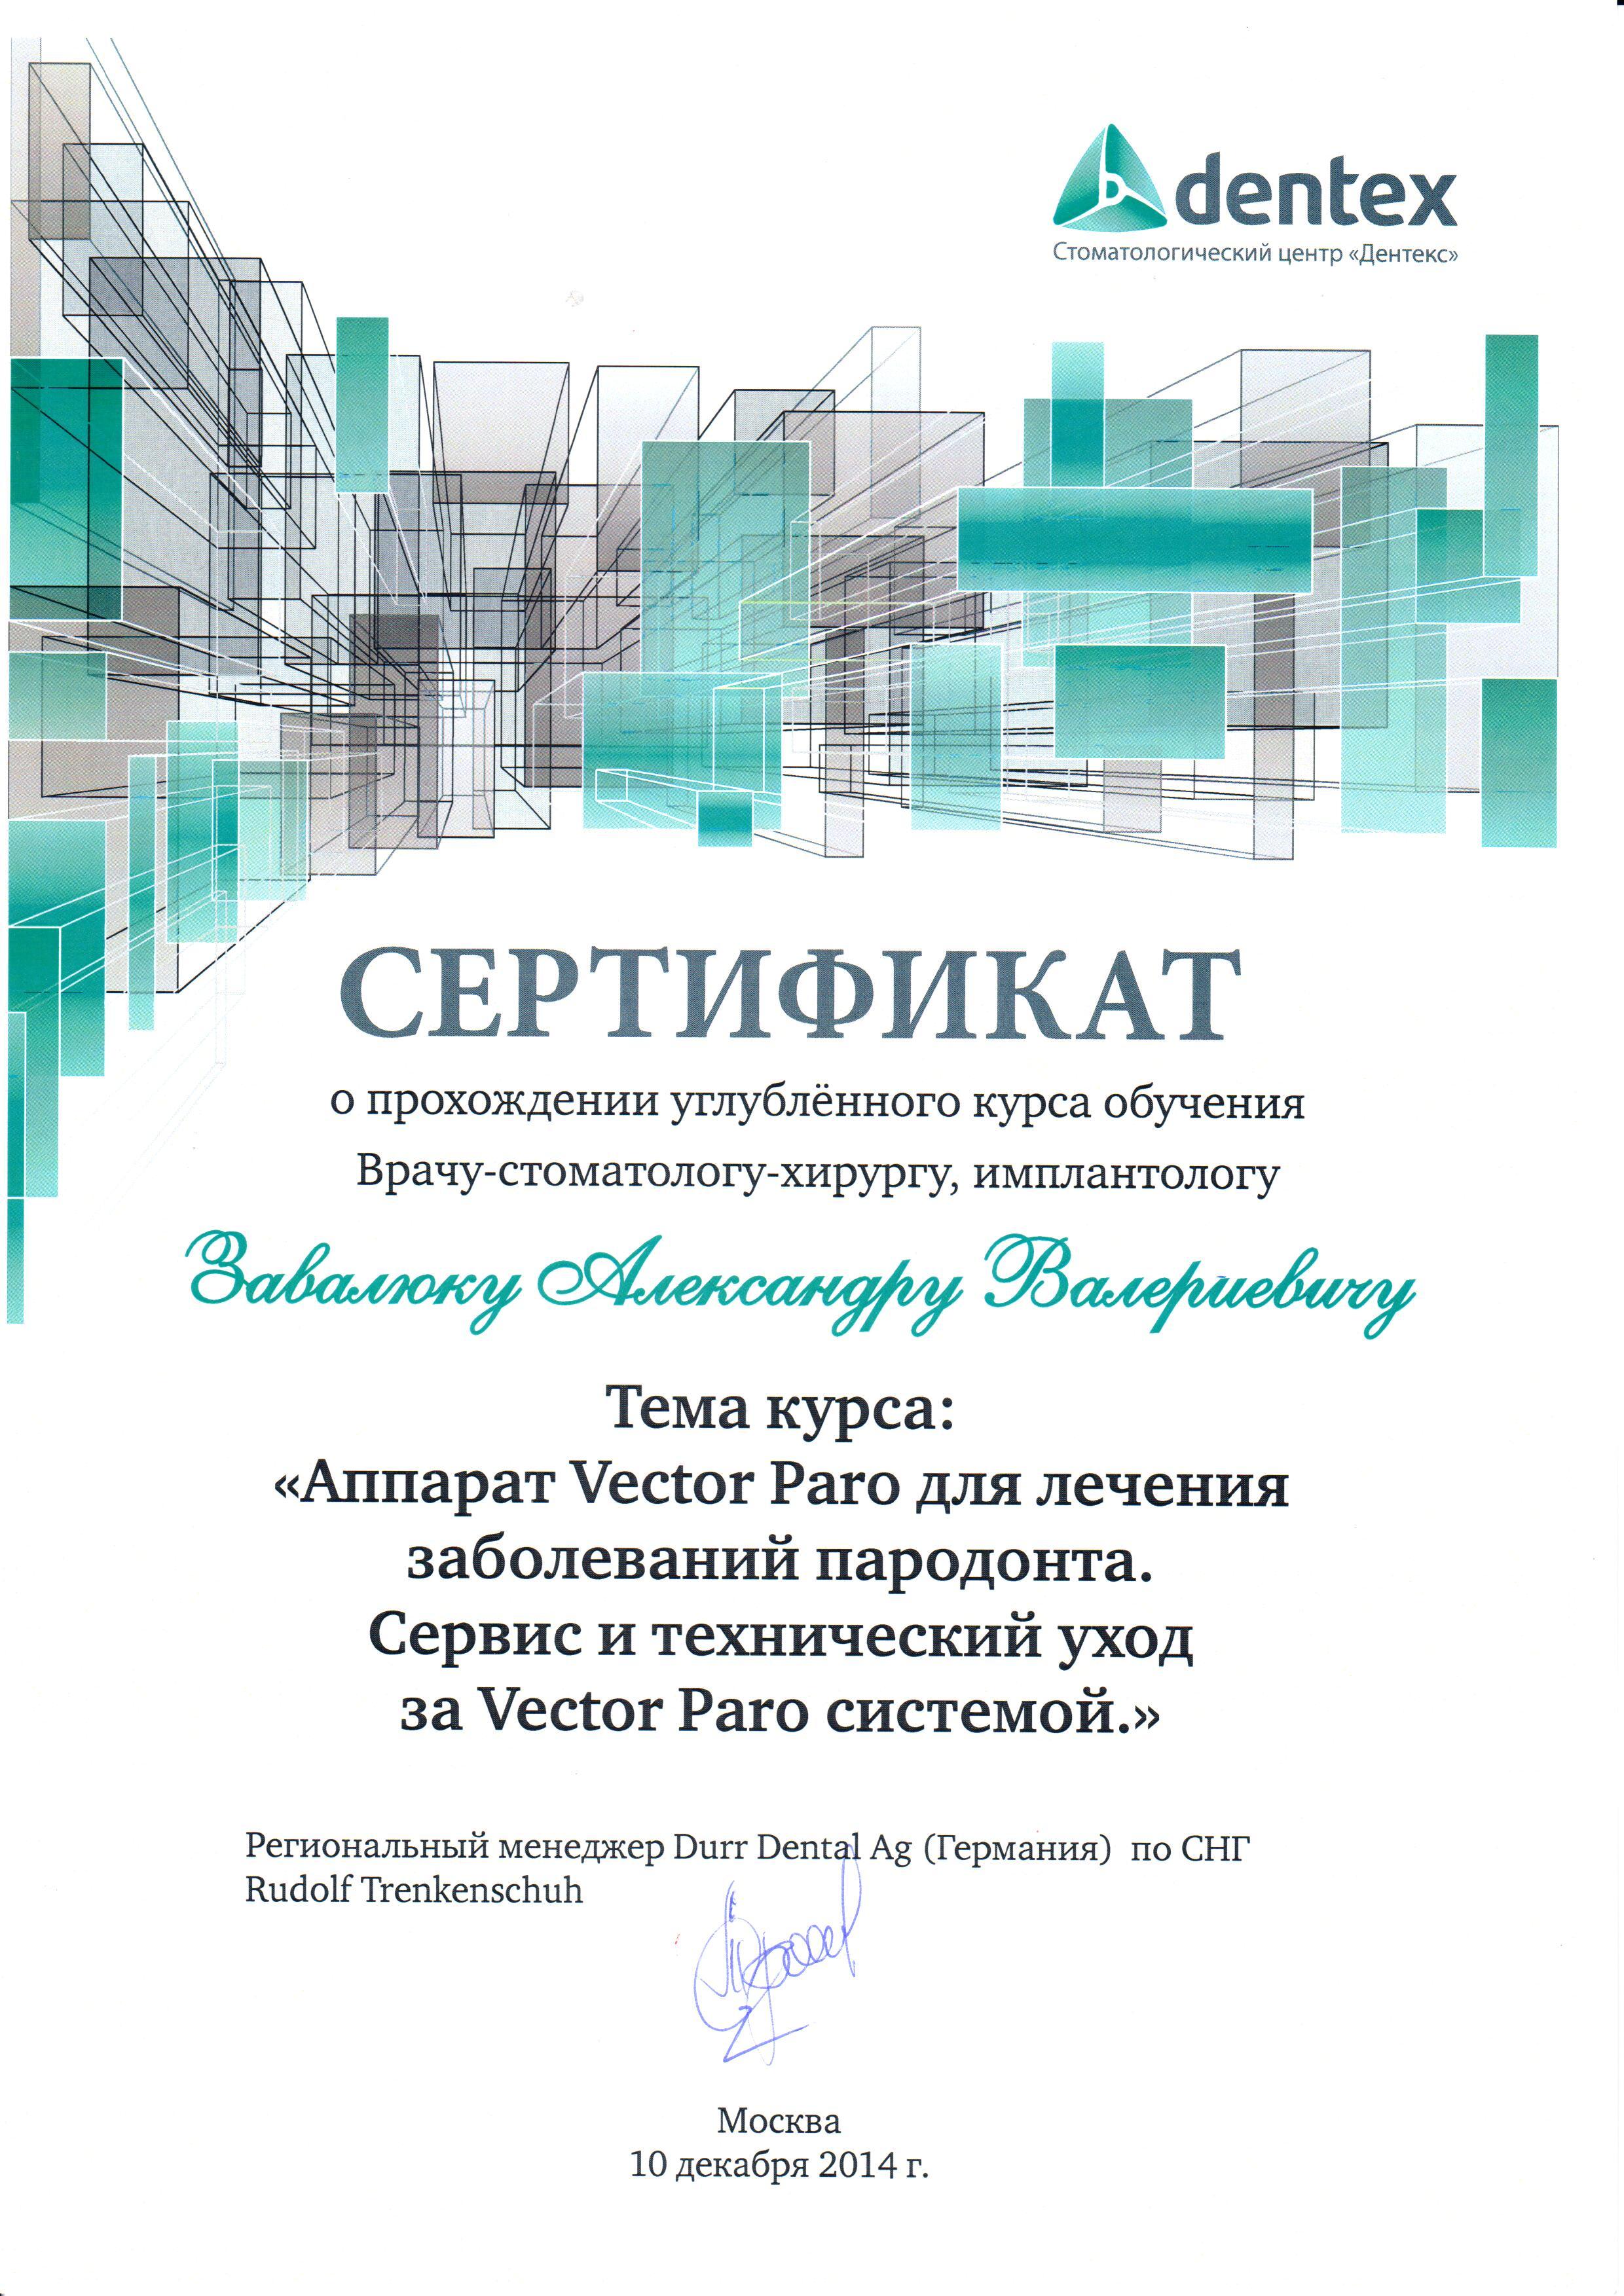 dentex
Стоматологический центр «Дентекс»
СЕРТИФИКАТ
о прохождении углублённого курса обучения
Врачу-стоматологу-хирургу, имплантологу
Завалюку Александру Валериевичу
Тема курса:
«Аппарат Vector Paro для лечения
заболеваний пародонта.
Сервис и технический уход
за Vector Paro системой.»
Региональный менеджер Durr Dental Ag (Германия) по СНГ
Rudolf Trenkenschuh
Москва
10 декабря 2014 г.